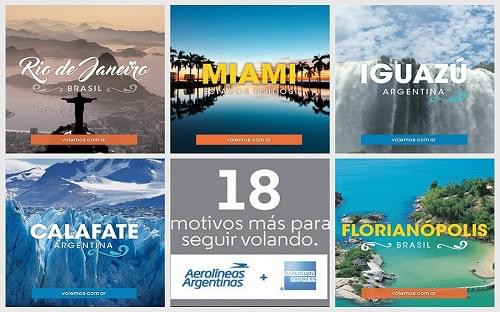 Rio de Janeiro
BRASIL
volemos.com.ar
MIAMI
ESTADOS UNIDOS
volemos.com.ar
IGUAZÚ
ARGENTINA
volemos.com.ar
CALAFATE
ARGENTINA
volemos.com.ar
18
motivos más para
seguir volando.
Aerolíneas
Argentinas
+
AMERICAN
EXPRESS
FLORIANÓPOLIS
BRASIL
volemos.com.ar